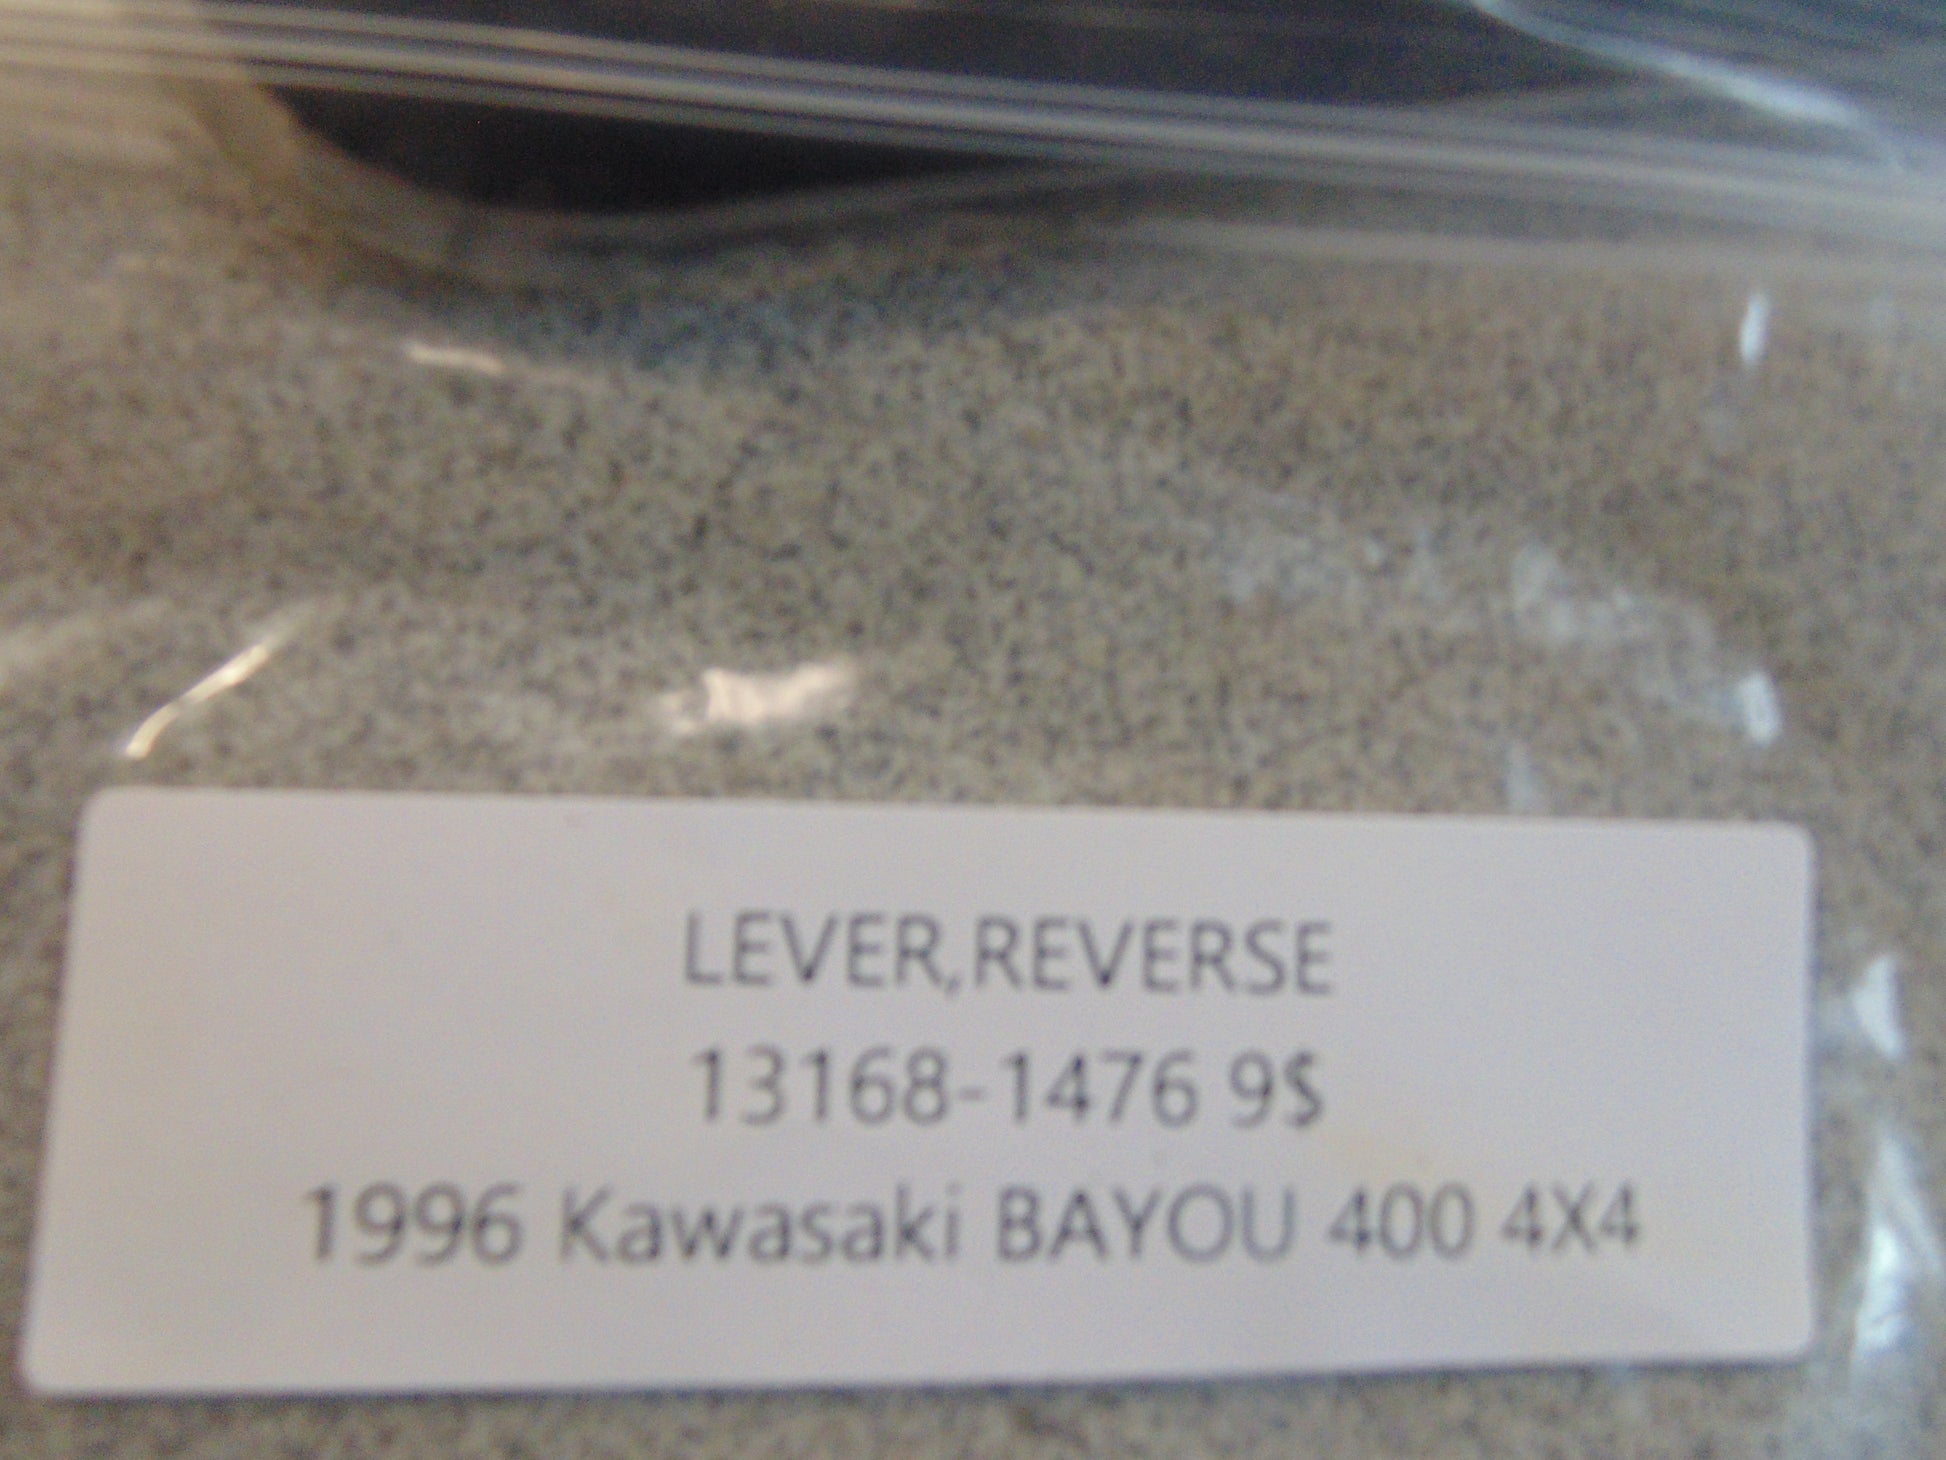 LEVER,REVERSE
13168-1476 9$
1996 Kawasaki BAYOU 400 4X4